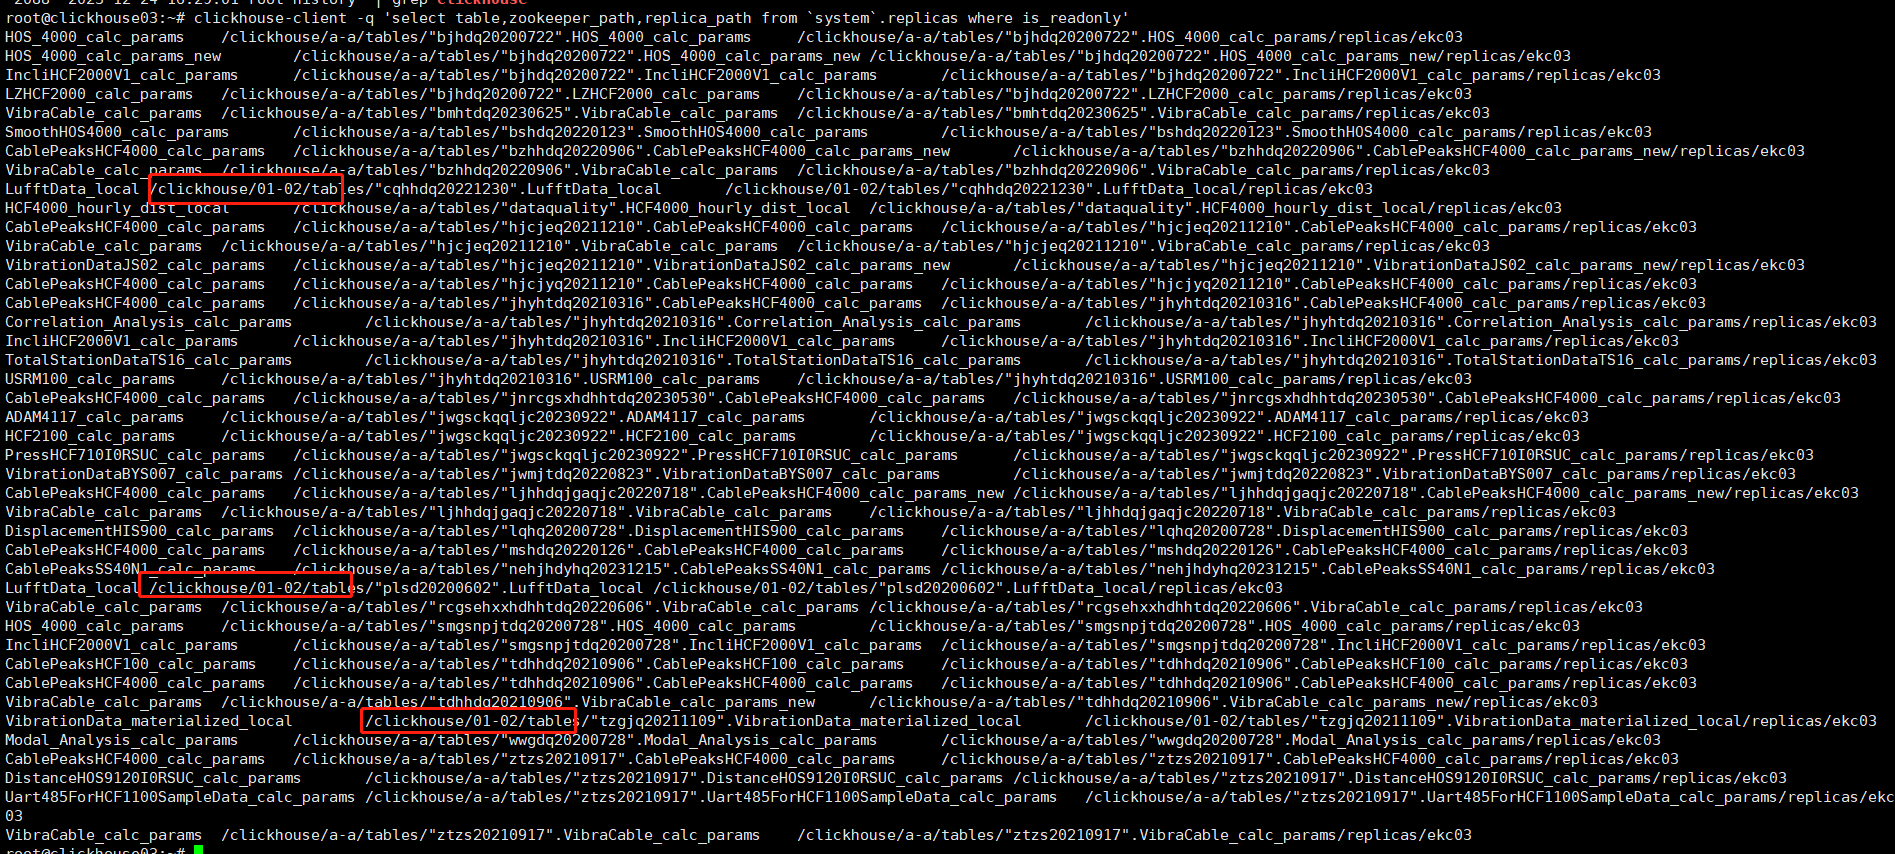 2088  2023-12-24 16:29:01 root history  | grep clickhouse
root@clickhouse03:~# clickhouse-client -q 'select table,zookeeper_path,replica_path from `system`.replicas where is_readonly'
HOS_4000_calc_params /clickhouse/a-a/tables/"bjhdq20200722".HOS_4000_calc_params /clickhouse/a-a/tables/"bjhdq20200722".HOS_4000_calc_params/replicas/ekc03
HOS_4000_calc_params_new /clickhouse/a-a/tables/"bjhdq20200722".HOS_4000_calc_params_new /clickhouse/a-a/tables/"bjhdq20200722".HOS_4000_calc_params_new/replicas/ekc03
IncliHCF2000V1_calc_params /clickhouse/a-a/tables/"bjhdq20200722".IncliHCF2000V1_calc_params /clickhouse/a-a/tables/"bjhdq20200722".IncliHCF2000V1_calc_params/replicas/ekc03
LZHCF2000_calc_params /clickhouse/a-a/tables/"bjhdq20200722".LZHCF2000_calc_params /clickhouse/a-a/tables/"bjhdq20200722".LZHCF2000_calc_params/replicas/ekc03
VibraCable_calc_params /clickhouse/a-a/tables/"bmhtdq20230625".VibraCable_calc_params /clickhouse/a-a/tables/"bmhtdq20230625".VibraCable_calc_params/replicas/ekc03
SmoothHOS4000_calc_params /clickhouse/a-a/tables/"bshdq20220123".SmoothHOS4000_calc_params /clickhouse/a-a/tables/"bshdq20220123".SmoothHOS4000_calc_params/replicas/ekc03
CablePeaksHCF4000_calc_params /clickhouse/a-a/tables/"bzhhdq20220906".CablePeaksHCF4000_calc_params_new /clickhouse/a-a/tables/"bzhhdq20220906".CablePeaksHCF4000_calc_params_new/replicas/ekc03
VibraCable_calc_params /clickhouse/a-a/tables/"bzhhdq20220906".VibraCable_calc_params /clickhouse/a-a/tables/"bzhhdq20220906".VibraCable_calc_params/replicas/ekc03
LufftData_local /clickhouse/01-02/tables/"cqhhdq20221230".LufftData_local /clickhouse/01-02/tables/"cqhhdq20221230".LufftData_local/replicas/ekc03
HCF4000_hourly_dist_local /clickhouse/a-a/tables/"dataquality".HCF4000_hourly_dist_local /clickhouse/a-a/tables/"dataquality".HCF4000_hourly_dist_local/replicas/ekc03
CablePeaksHCF4000_calc_params /clickhouse/a-a/tables/"hjcjeq20211210".CablePeaksHCF4000_calc_params /clickhouse/a-a/tables/"hjcjeq20211210".CablePeaksHCF4000_calc_params/replicas/ekc03
VibraCable_calc_params /clickhouse/a-a/tables/"hjcjeq20211210".VibraCable_calc_params /clickhouse/a-a/tables/"hjcjeq20211210".VibraCable_calc_params/replicas/ekc03
VibrationDataJS02_calc_params /clickhouse/a-a/tables/"hjcjeq20211210".VibrationDataJS02_calc_params_new /clickhouse/a-a/tables/"hjcjeq20211210".VibrationDataJS02_calc_params_new/replicas/ekc03
CablePeaksHCF4000_calc_params /clickhouse/a-a/tables/"hjcjyq20211210".CablePeaksHCF4000_calc_params /clickhouse/a-a/tables/"hjcjyq20211210".CablePeaksHCF4000_calc_params/replicas/ekc03
CablePeaksHCF4000_calc_params /clickhouse/a-a/tables/"jhyhtdq20210316".CablePeaksHCF4000_calc_params /clickhouse/a-a/tables/"jhyhtdq20210316".CablePeaksHCF4000_calc_params/replicas/ekc03
Correlation_Analysis_calc_params /clickhouse/a-a/tables/"jhyhtdq20210316".Correlation_Analysis_calc_params /clickhouse/a-a/tables/"jhyhtdq20210316".Correlation_Analysis_calc_params/replicas/ekc03
IncliHCF2000V1_calc_params /clickhouse/a-a/tables/"jhyhtdq20210316".IncliHCF2000V1_calc_params /clickhouse/a-a/tables/"jhyhtdq20210316".IncliHCF2000V1_calc_params/replicas/ekc03
TotalStationDataTS16_calc_params /clickhouse/a-a/tables/"jhyhtdq20210316".TotalStationDataTS16_calc_params /clickhouse/a-a/tables/"jhyhtdq20210316".TotalStationDataTS16_calc_params/replicas/ekc03
USRM100_calc_params /clickhouse/a-a/tables/"jhyhtdq20210316".USRM100_calc_params /clickhouse/a-a/tables/"jhyhtdq20210316".USRM100_calc_params/replicas/ekc03
CablePeaksHCF4000_calc_params /clickhouse/a-a/tables/"jnrcgsxhdhhtdq20230530".CablePeaksHCF4000_calc_params /clickhouse/a-a/tables/"jnrcgsxhdhhtdq20230530".CablePeaksHCF4000_calc_params/replicas/ekc03
ADAM4117_calc_params /clickhouse/a-a/tables/"jwgsckqqljc20230922".ADAM4117_calc_params /clickhouse/a-a/tables/"jwgsckqqljc20230922".ADAM4117_calc_params/replicas/ekc03
HCF2100_calc_params /clickhouse/a-a/tables/"jwgsckqqljc20230922".HCF2100_calc_params /clickhouse/a-a/tables/"jwgsckqqljc20230922".HCF2100_calc_params/replicas/ekc03
PressHCF710I0RSUC_calc_params /clickhouse/a-a/tables/"jwgsckqqljc20230922".PressHCF710I0RSUC_calc_params /clickhouse/a-a/tables/"jwgsckqqljc20230922".PressHCF710I0RSUC_calc_params/replicas/ekc03
VibrationDataBYS007_calc_params /clickhouse/a-a/tables/"jwmjtdq20220823".VibrationDataBYS007_calc_params /clickhouse/a-a/tables/"jwmjtdq20220823".VibrationDataBYS007_calc_params/replicas/ekc03
CablePeaksHCF4000_calc_params /clickhouse/a-a/tables/"ljhhdqjgaqjc20220718".CablePeaksHCF4000_calc_params_new /clickhouse/a-a/tables/"ljhhdqjgaqjc20220718".CablePeaksHCF4000_calc_params_new/replicas/ekc03
VibraCable_calc_params /clickhouse/a-a/tables/"ljhhdqjgaqjc20220718".VibraCable_calc_params /clickhouse/a-a/tables/"ljhhdqjgaqjc20220718".VibraCable_calc_params/replicas/ekc03
DisplacementHIS900_calc_params /clickhouse/a-a/tables/"lqhq20200728".DisplacementHIS900_calc_params /clickhouse/a-a/tables/"lqhq20200728".DisplacementHIS900_calc_params/replicas/ekc03
CablePeaksHCF4000_calc_params /clickhouse/a-a/tables/"mshdq20220126".CablePeaksHCF4000_calc_params /clickhouse/a-a/tables/"mshdq20220126".CablePeaksHCF4000_calc_params/replicas/ekc03
CablePeaksSS40N1_calc_params /clickhouse/a-a/tables/"nehjhdyhq20231215".CablePeaksSS40N1_calc_params /clickhouse/a-a/tables/"nehjhdyhq20231215".CablePeaksSS40N1_calc_params/replicas/ekc03
LufftData_local /clickhouse/01-02/tables/"plsd20200602".LufftData_local /clickhouse/01-02/tables/"plsd20200602".LufftData_local/replicas/ekc03
VibraCable_calc_params /clickhouse/a-a/tables/"rcgsehxxhdhhtdq20220606".VibraCable_calc_params /clickhouse/a-a/tables/"rcgsehxxhdhhtdq20220606".VibraCable_calc_params/replicas/ekc03
HOS_4000_calc_params /clickhouse/a-a/tables/"smgsnpjtdq20200728".HOS_4000_calc_params /clickhouse/a-a/tables/"smgsnpjtdq20200728".HOS_4000_calc_params/replicas/ekc03
IncliHCF2000V1_calc_params /clickhouse/a-a/tables/"smgsnpjtdq20200728".IncliHCF2000V1_calc_params /clickhouse/a-a/tables/"smgsnpjtdq20200728".IncliHCF2000V1_calc_params/replicas/ekc03
CablePeaksHCF100_calc_params /clickhouse/a-a/tables/"tdhhdq20210906".CablePeaksHCF100_calc_params /clickhouse/a-a/tables/"tdhhdq20210906".CablePeaksHCF100_calc_params/replicas/ekc03
CablePeaksHCF4000_calc_params /clickhouse/a-a/tables/"tdhhdq20210906".CablePeaksHCF4000_calc_params /clickhouse/a-a/tables/"tdhhdq20210906".CablePeaksHCF4000_calc_params/replicas/ekc03
VibraCable_calc_params /clickhouse/a-a/tables/"tdhhdq20210906".VibraCable_calc_params_new /clickhouse/a-a/tables/"tdhhdq20210906".VibraCable_calc_params_new/replicas/ekc03
VibrationData_materialized_local /clickhouse/01-02/tables/"tzgjq20211109".VibrationData_materialized_local /clickhouse/01-02/tables/"tzgjq20211109".VibrationData_materialized_local/replicas/ekc03
Modal_Analysis_calc_params /clickhouse/a-a/tables/"wwgdq20200728".Modal_Analysis_calc_params /clickhouse/a-a/tables/"wwgdq20200728".Modal_Analysis_calc_params/replicas/ekc03
CablePeaksHCF4000_calc_params /clickhouse/a-a/tables/"ztzs20210917".CablePeaksHCF4000_calc_params /clickhouse/a-a/tables/"ztzs20210917".CablePeaksHCF4000_calc_params/replicas/ekc03
DistanceHOS9120I0RSUC_calc_params /clickhouse/a-a/tables/"ztzs20210917".DistanceHOS9120I0RSUC_calc_params /clickhouse/a-a/tables/"ztzs20210917".DistanceHOS9120I0RSUC_calc_params/replicas/ekc03
Uart485ForHCF1100SampleData_calc_params /clickhouse/a-a/tables/"ztzs20210917".Uart485ForHCF1100SampleData_calc_params /clickhouse/a-a/tables/"ztzs20210917".Uart485ForHCF1100SampleData_calc_params/replicas/ekc
03
VibraCable_calc_params /clickhouse/a-a/tables/"ztzs20210917".VibraCable_calc_params /clickhouse/a-a/tables/"ztzs20210917".VibraCable_calc_params/replicas/ekc03
root@clickhouse03:~#